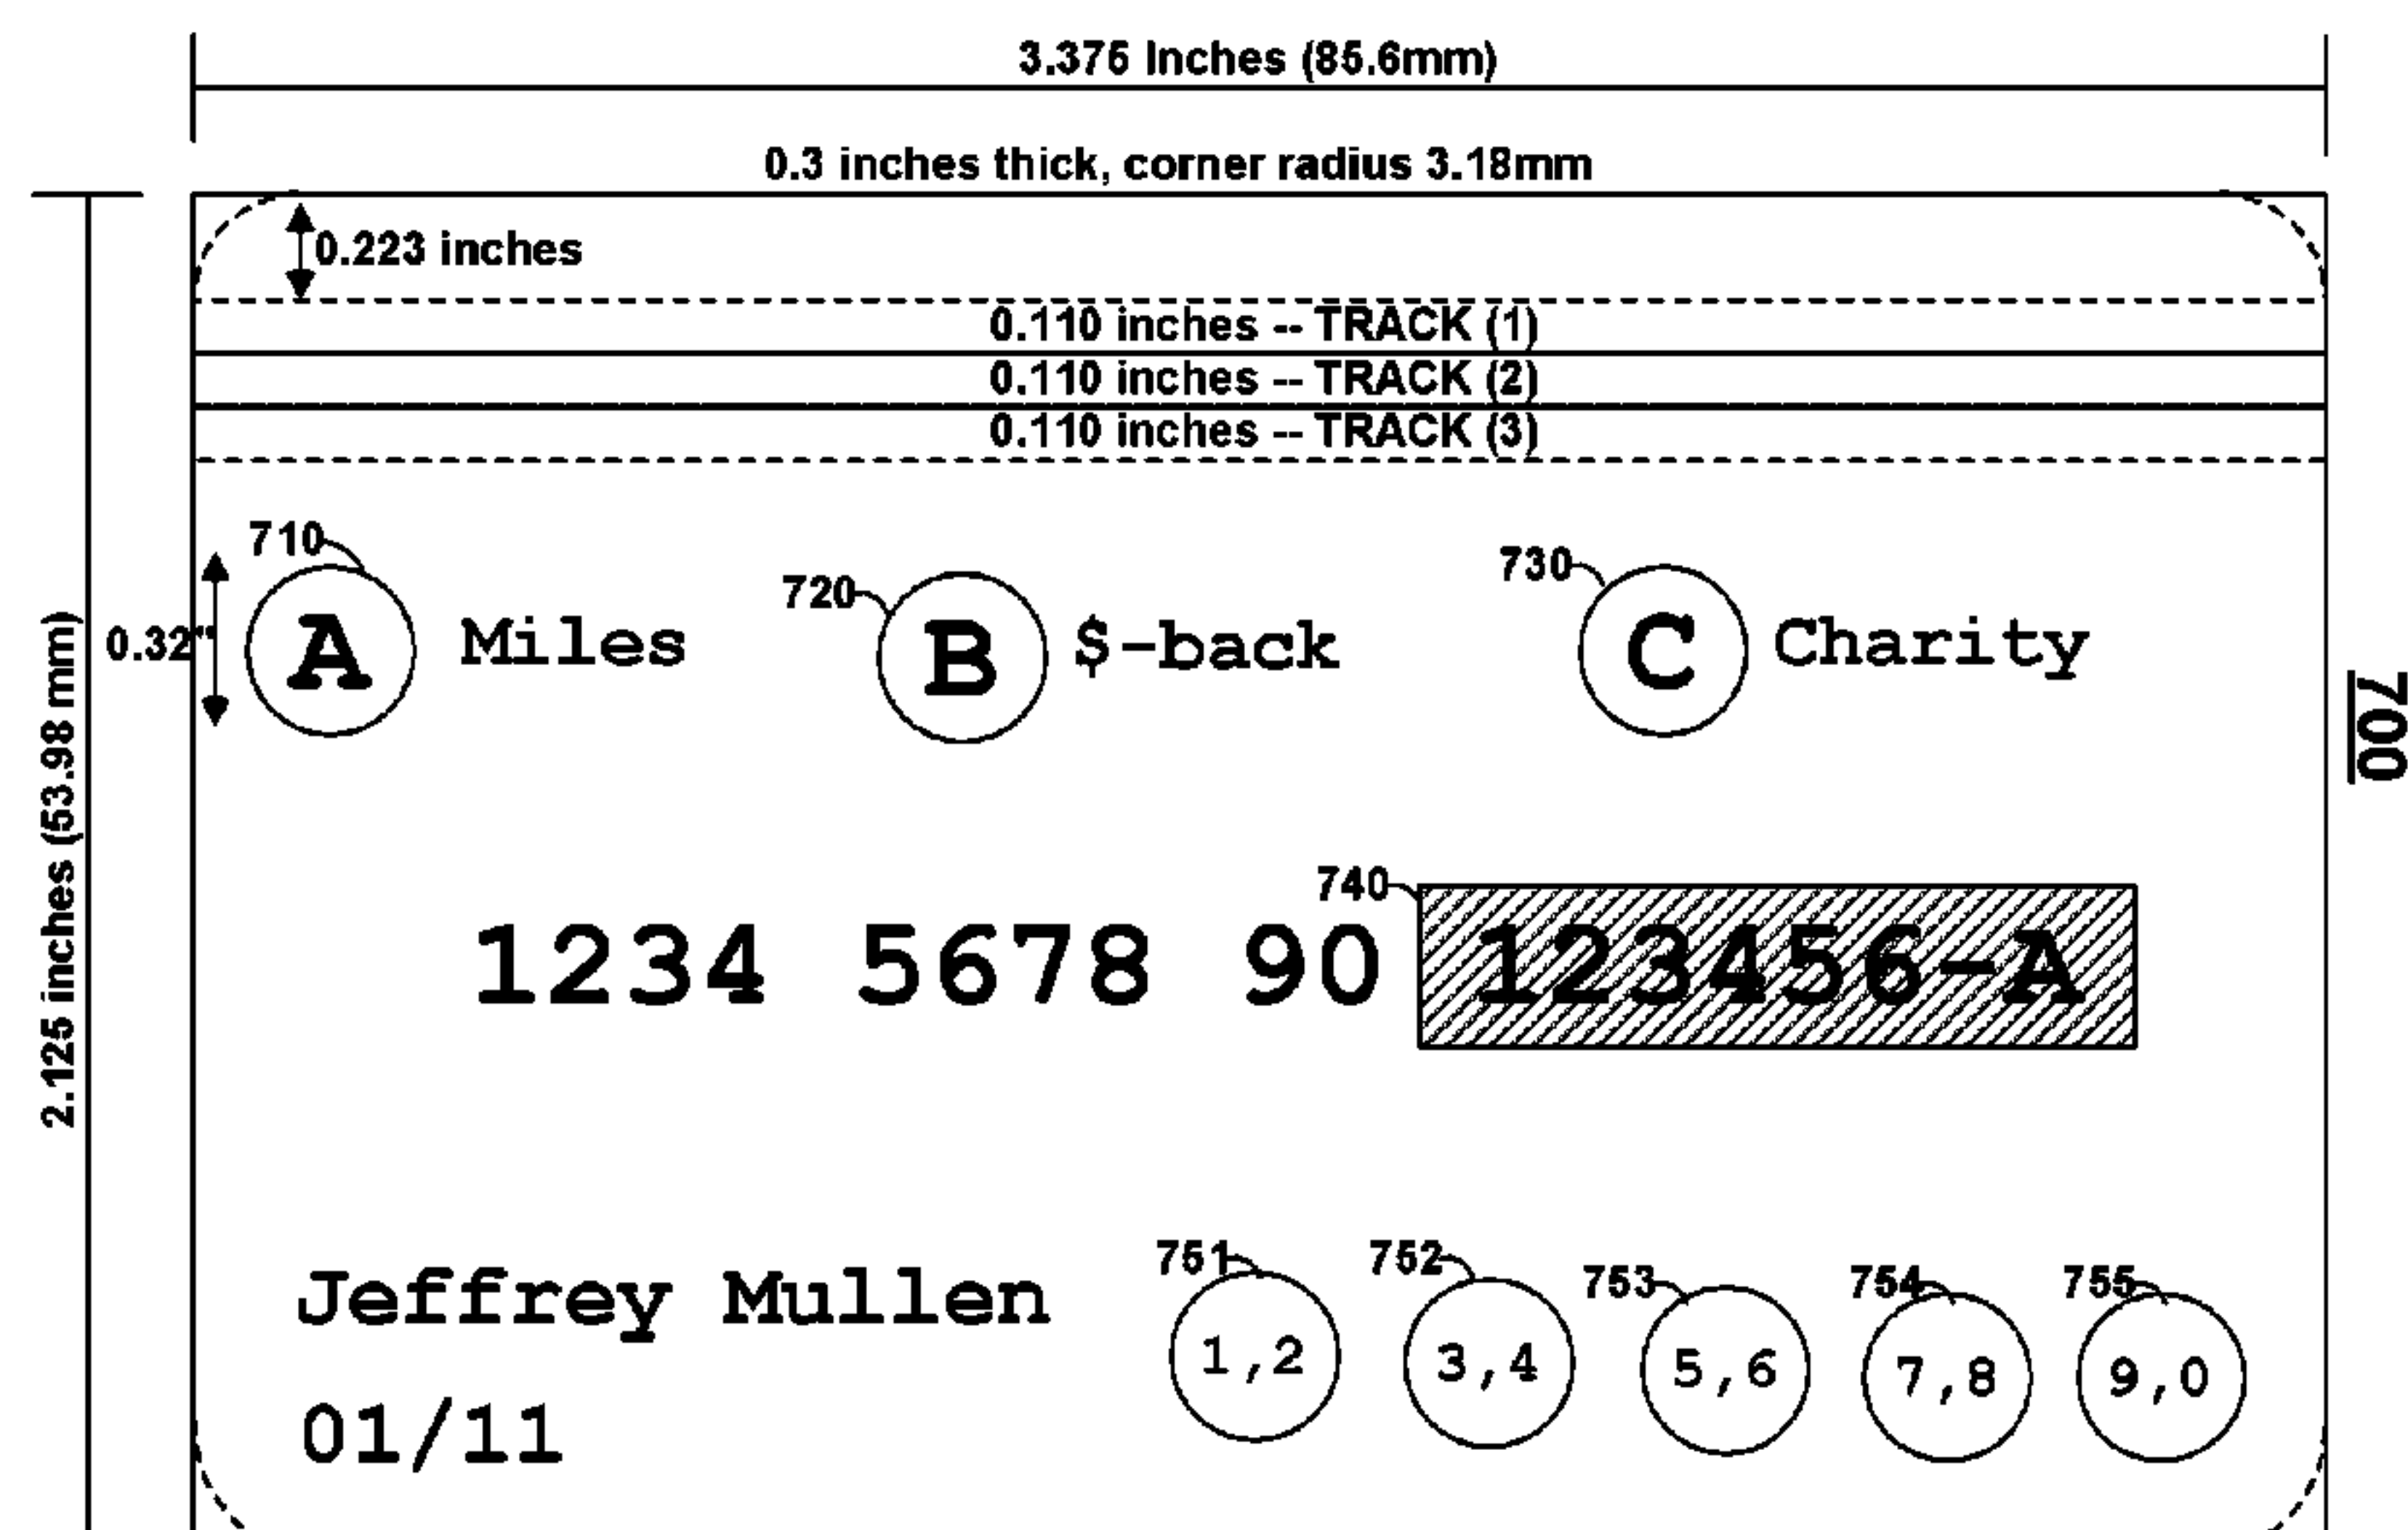 3.375 Inches (85.6mm)
0.3 inches thick, corner radius 3.18mm
0.223 inches
0.110 inches -- TRACK (1)
0.110 inches -- TRACK (2)
0.110 inches -- TRACK (3)
710 720 730
0.32" A Miles B $-back C Charity
2.125 inches (53.98 mm)
700
740
1234 5678 90 123456-A
751 752 753 754 755
Jeffrey Mullen
1,2 3,4 5,6 7,8 9,0
01/11